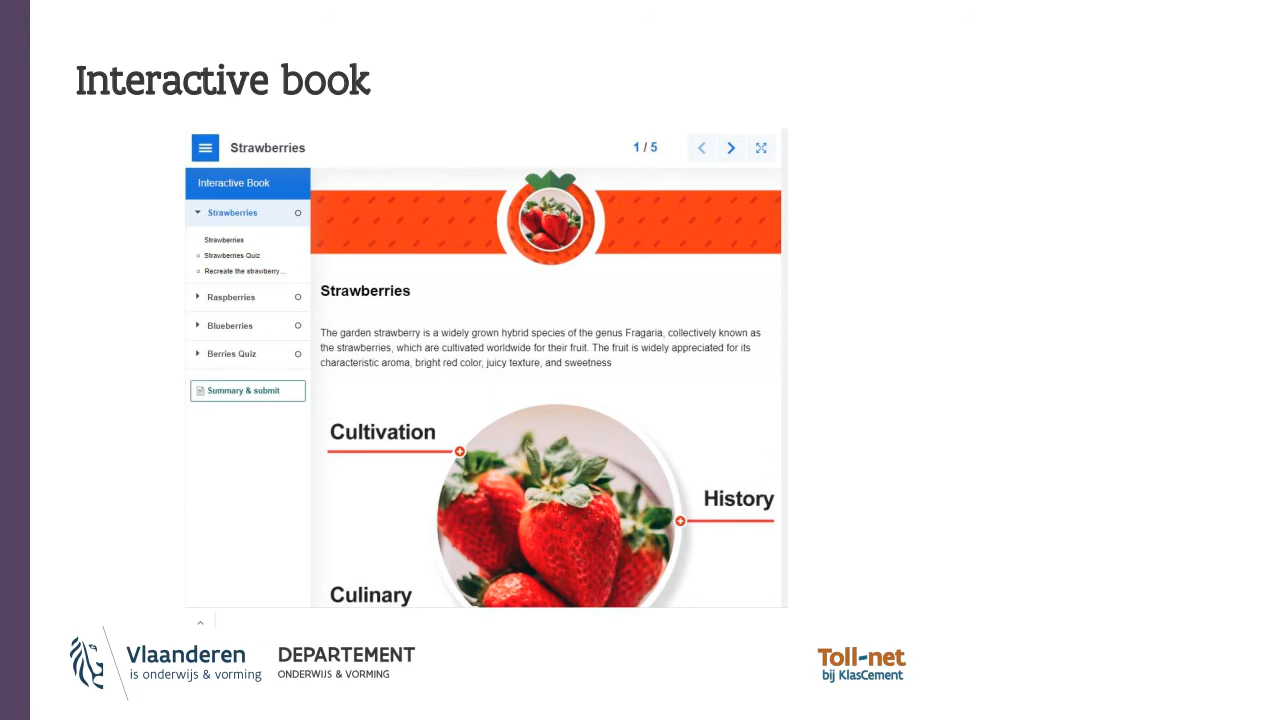 Interactive book
Strawberries
1 / 5
Interactive Book
Strawberries
Strawberries
Strawberries Quiz
Recreate the strawberry...
Raspberries
Blueberries
Berries Quiz
Summary & submit
Strawberries
The garden strawberry is a widely grown hybrid species of the genus Fragaria, collectively known as
the strawberries, which are cultivated worldwide for their fruit. The fruit is widely appreciated for its
characteristic aroma, bright red color, juicy texture, and sweetness
Cultivation
History
Culinary
Vlaanderen
is onderwijs & vorming
DEPARTEMENT
ONDERWIJS & VORMING
Toll-net
bij KlasCement